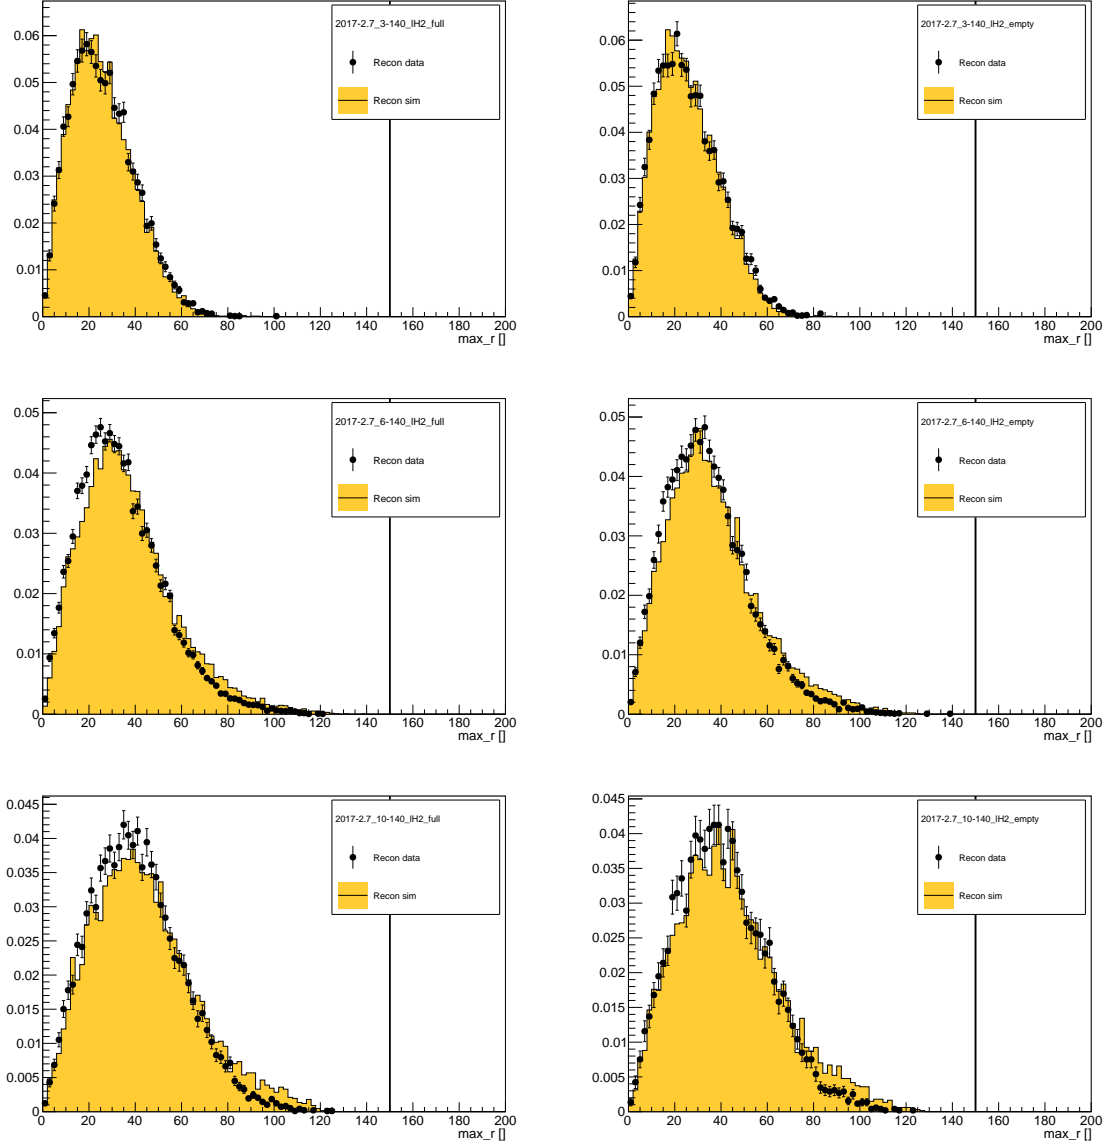 2017-2.7_3-140_lH2_full
Recon data
Recon sim
0.06
0.05
0.04
0.03
0.02
0.01
0
0 20 40 60 80 100 120 140 160 180 200
max_r []
2017-2.7_3-140_lH2_empty
Recon data
Recon sim
0.06
0.05
0.04
0.03
0.02
0.01
0
0 20 40 60 80 100 120 140 160 180 200
max_r []
2017-2.7_6-140_lH2_full
Recon data
Recon sim
0.05
0.04
0.03
0.02
0.01
0
0 20 40 60 80 100 120 140 160 180 200
max_r []
2017-2.7_6-140_lH2_empty
Recon data
Recon sim
0.05
0.04
0.03
0.02
0.01
0
0 20 40 60 80 100 120 140 160 180 200
max_r []
2017-2.7_10-140_lH2_full
Recon data
Recon sim
0.045
0.04
0.035
0.03
0.025
0.02
0.015
0.01
0.005
0
0 20 40 60 80 100 120 140 160 180 200
max_r []
2017-2.7_10-140_lH2_empty
Recon data
Recon sim
0.045
0.04
0.035
0.03
0.025
0.02
0.015
0.01
0.005
0
0 20 40 60 80 100 120 140 160 180 200
max_r []